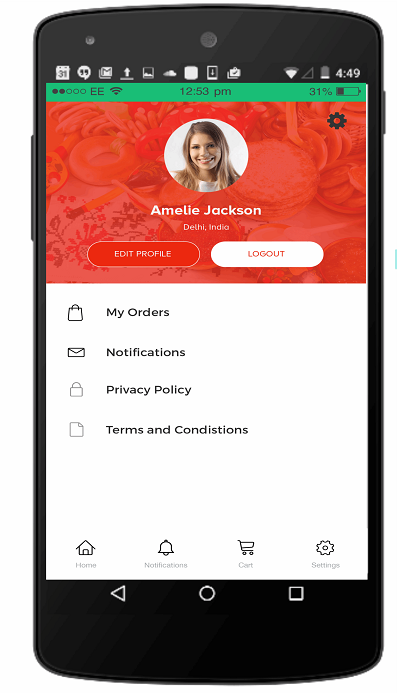 31 4:49
EE 12:53 pm 31%
Amelie Jackson
Delhi, India
EDIT PROFILE LOGOUT
My Orders
Notifications
Privacy Policy
Terms and Condistions
Home Notifications Cart Settings